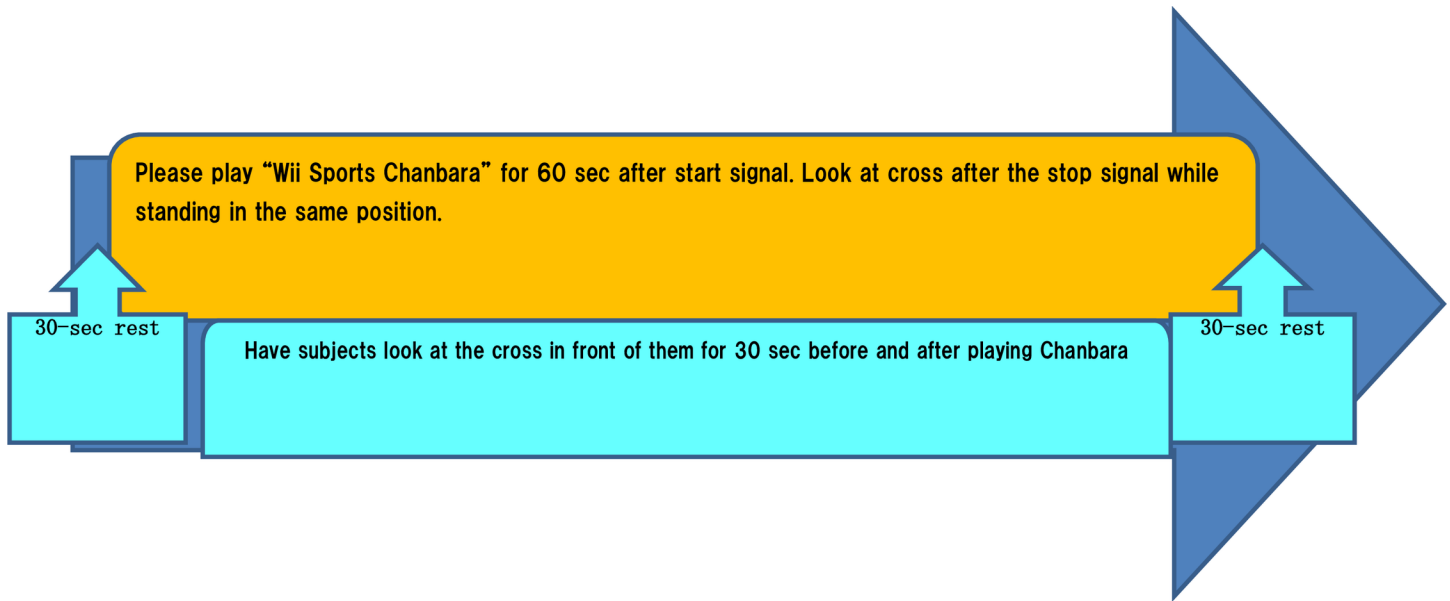 Please play “Wii Sports Chanbara” for 60 sec after start signal. Look at cross after the stop signal while
standing in the same position.
30-sec rest
30-sec rest
Have subjects look at the cross in front of them for 30 sec before and after playing Chanbara